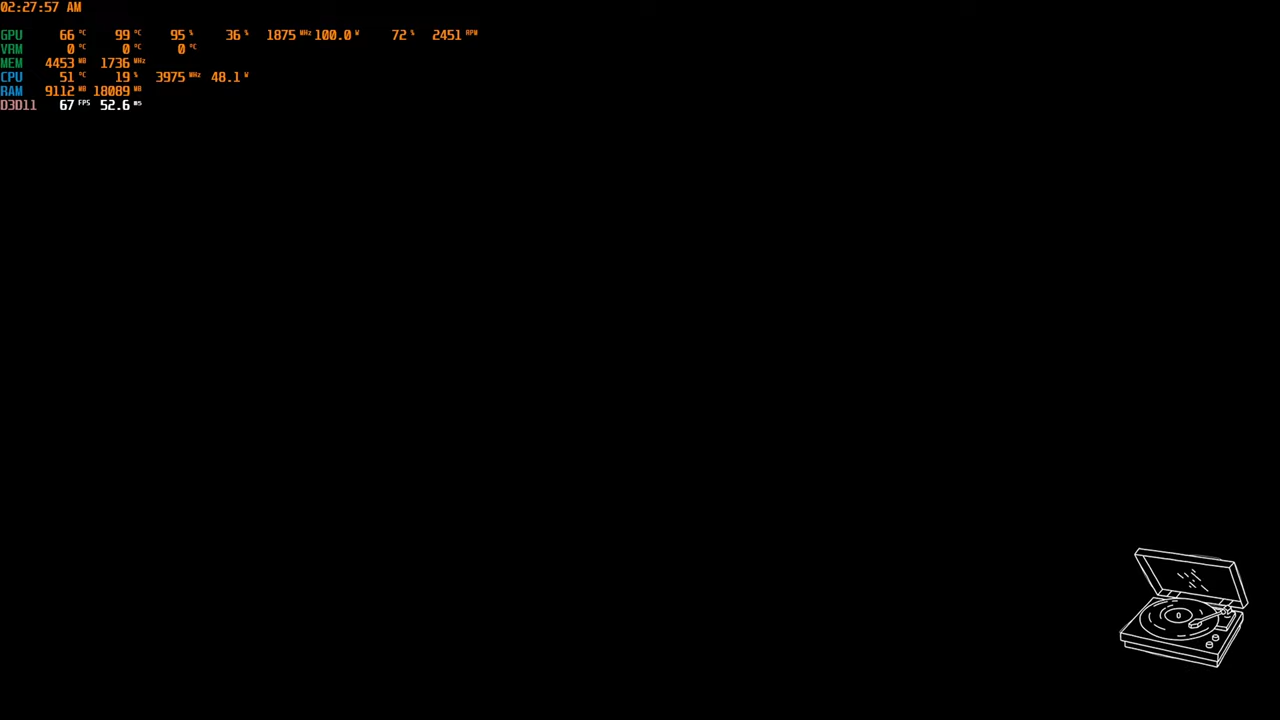 02:27:57 AM
GPU 66 °C 99 °C 95 % 36 % 1875 MHz 100.0 W 72 % 2451 RPM
VRM 0 °C 0 °C 0 °C
MEM 4453 MB 1736 MHz
CPU 51 °C 19 % 3975 MHz 48.1 W
RAM 9112 MB 18089 MB
D3D11 67 FPS 52.6 ms